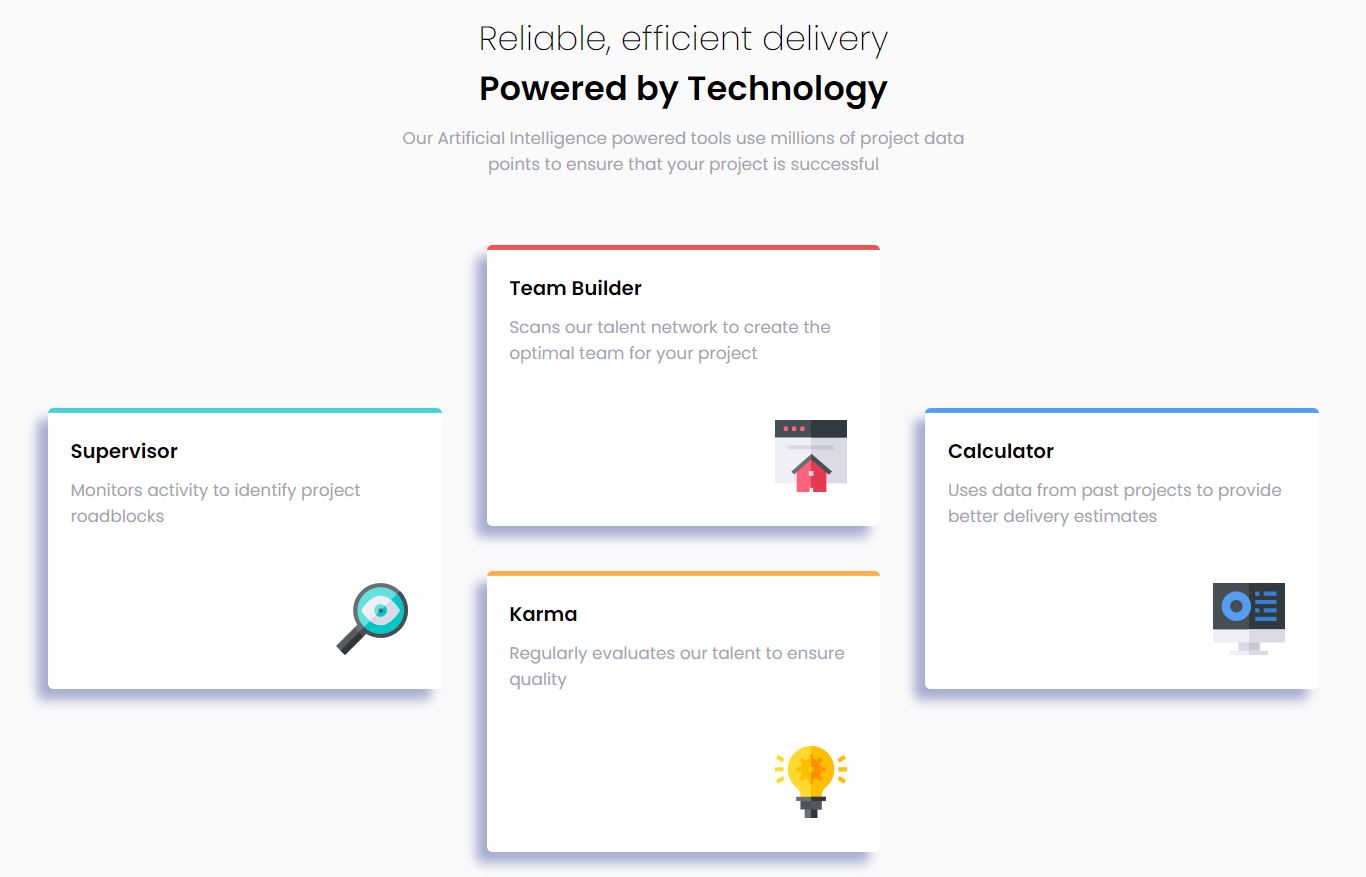 Reliable, efficient delivery
Powered by Technology
Our Artificial Intelligence powered tools use millions of project data
points to ensure that your project is successful
Supervisor
Monitors activity to identify project
roadblocks
Team Builder
Scans our talent network to create the
optimal team for your project
Karma
Regularly evaluates our talent to ensure
quality
Calculator
Uses data from past projects to provide
better delivery estimates